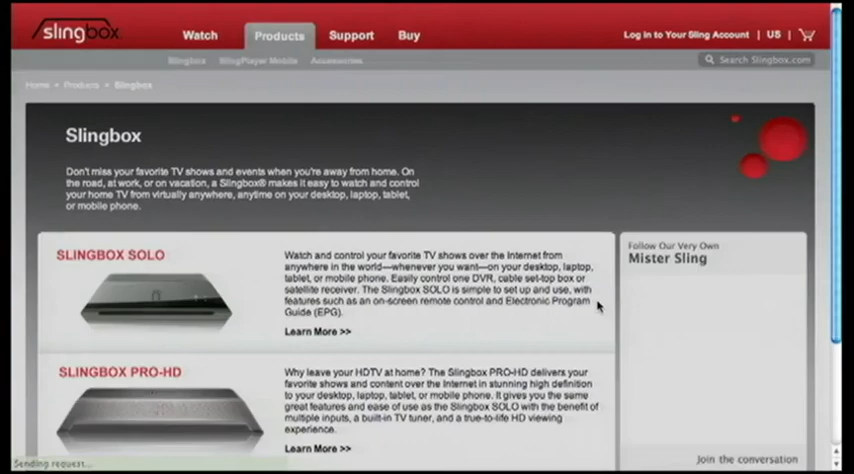 slingbox
Watch Products Support Buy
Log In to Your Sling Account | US |
Slingbox SlingPlayer Mobile Accessories
Search Slingbox.com
Home Products Slingbox
Slingbox
Don't miss your favorite TV shows and events when you're away from home. On
the road, at work, or on vacation, a Slingbox® makes it easy to watch and control
your home TV from virtually anywhere, anytime on your desktop, laptop, tablet,
or mobile phone.
SLINGBOX SOLO
Watch and control your favorite TV shows over the Internet from
anywhere in the world—whenever you want—on your desktop, laptop,
tablet, or mobile phone. Easily control one DVR, cable set-top box or
satellite receiver. The Slingbox SOLO is simple to set up and use, with
features such as an on-screen remote control and Electronic Program
Guide (EPG).
Learn More >>
SLINGBOX PRO-HD
Why leave your HDTV at home? The Slingbox PRO-HD delivers your
favorite shows and content over the Internet in stunning high definition
to your desktop, laptop, tablet, or mobile phone. It gives you the same
great features and ease of use as the Slingbox SOLO with the benefit of
multiple inputs, a built-in TV tuner, and a true-to-life HD viewing
experience.
Learn More >>
Follow Our Very Own
Mister Sling
Join the conversation
Sending request...